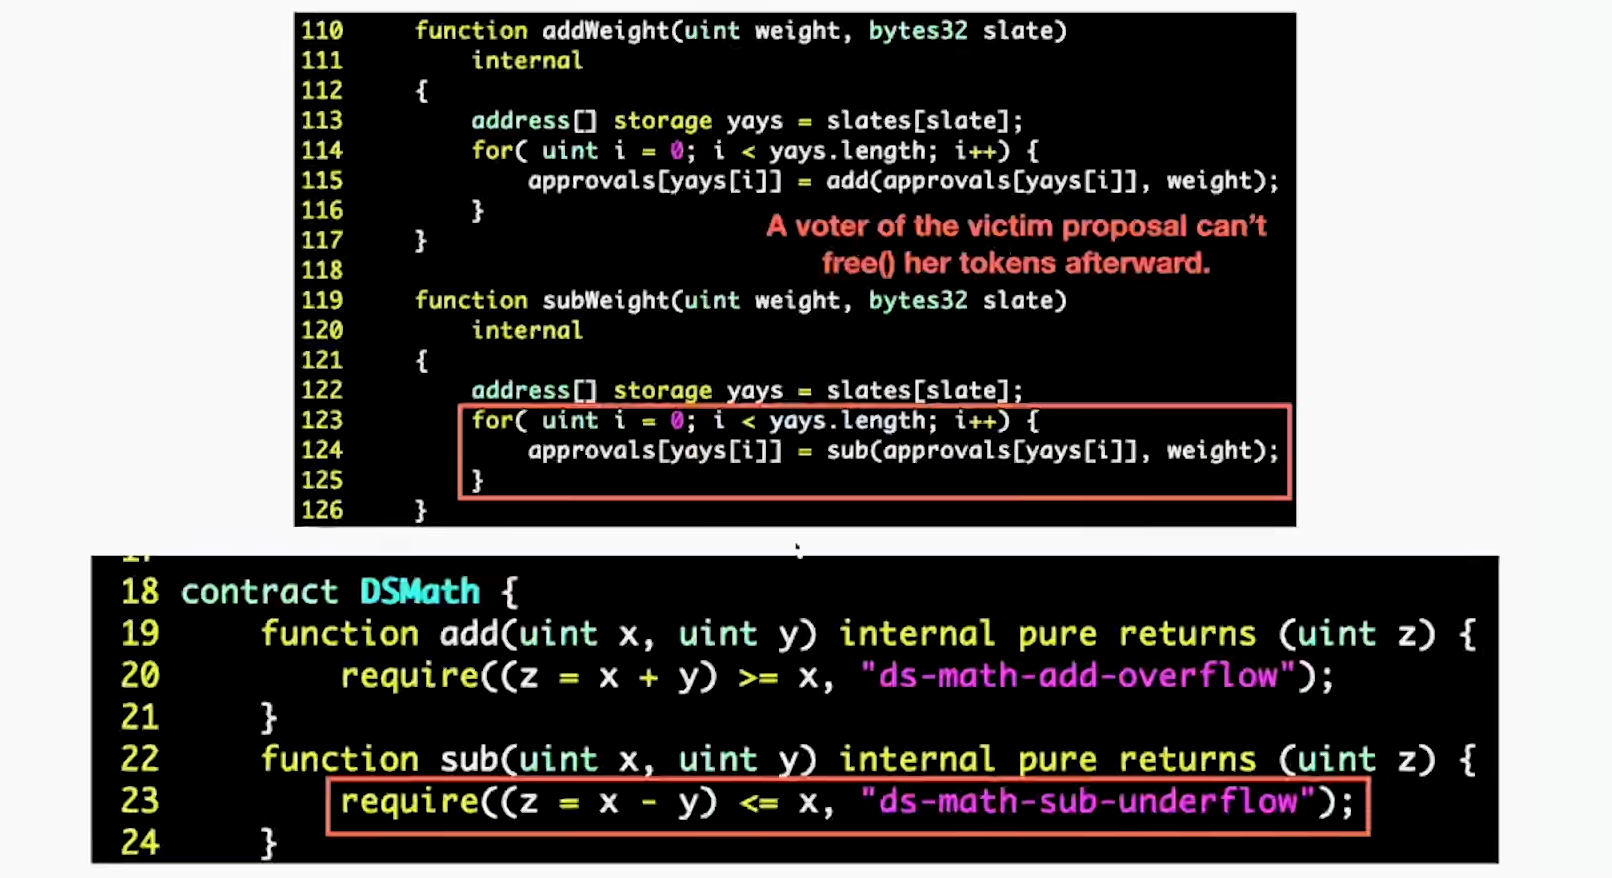 110 function addWeight(uint weight, bytes32 slate)
111 internal
112 {
113 address[] storage yays = slates[slate];
114 for( uint i = 0; i < yays.length; i++) {
115 approvals[yays[i]] = add(approvals[yays[i]], weight);
116 }
117 }
A voter of the victim proposal can't
free() her tokens afterward.
118
119 function subWeight(uint weight, bytes32 slate)
120 internal
121 {
122 address[] storage yays = slates[slate];
123 for( uint i = 0; i < yays.length; i++) {
124 approvals[yays[i]] = sub(approvals[yays[i]], weight);
125 }
126 }
18 contract DSMath {
19 function add(uint x, uint y) internal pure returns (uint z) {
20 require((z = x + y) >= x, "ds-math-add-overflow");
21 }
22 function sub(uint x, uint y) internal pure returns (uint z) {
23 require((z = x - y) <= x, "ds-math-sub-underflow");
24 }